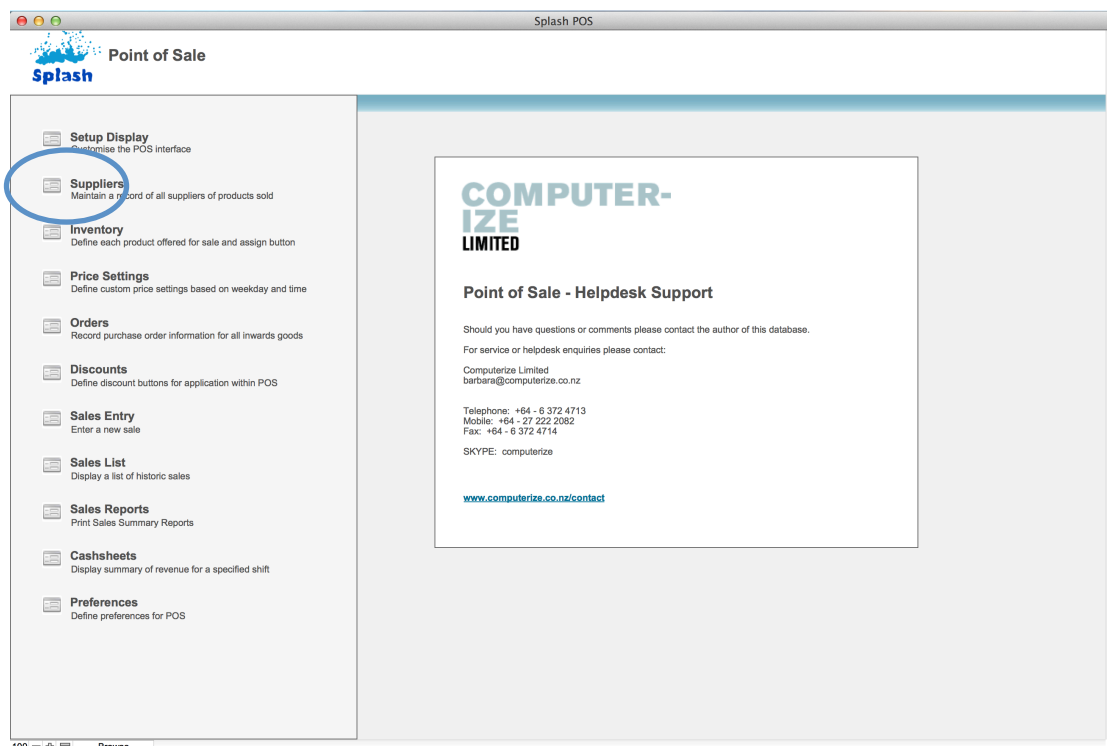 Splash POS
Splash
Point of Sale
Setup Display
Customise the POS interface
Suppliers
Maintain a record of all suppliers of products sold
Inventory
Define each product offered for sale and assign button
Price Settings
Define custom price settings based on weekday and time
Orders
Record purchase order information for all inwards goods
Discounts
Define discount buttons for application within POS
Sales Entry
Enter a new sale
Sales List
Display a list of historic sales
Sales Reports
Print Sales Summary Reports
Cashsheets
Display summary of revenue for a specified shift
Preferences
Define preferences for POS
COMPUTER-
IZE
LIMITED
Point of Sale - Helpdesk Support
Should you have questions or comments please contact the author of this database.
For service or helpdesk enquiries please contact:
Computerize Limited
barbara@computerize.co.nz
Telephone: +64 - 6 372 4713
Mobile: +64 - 27 222 2082
Fax: +64 - 6 372 4714
SKYPE: computerize
www.computerize.co.nz/contact
100 Browse